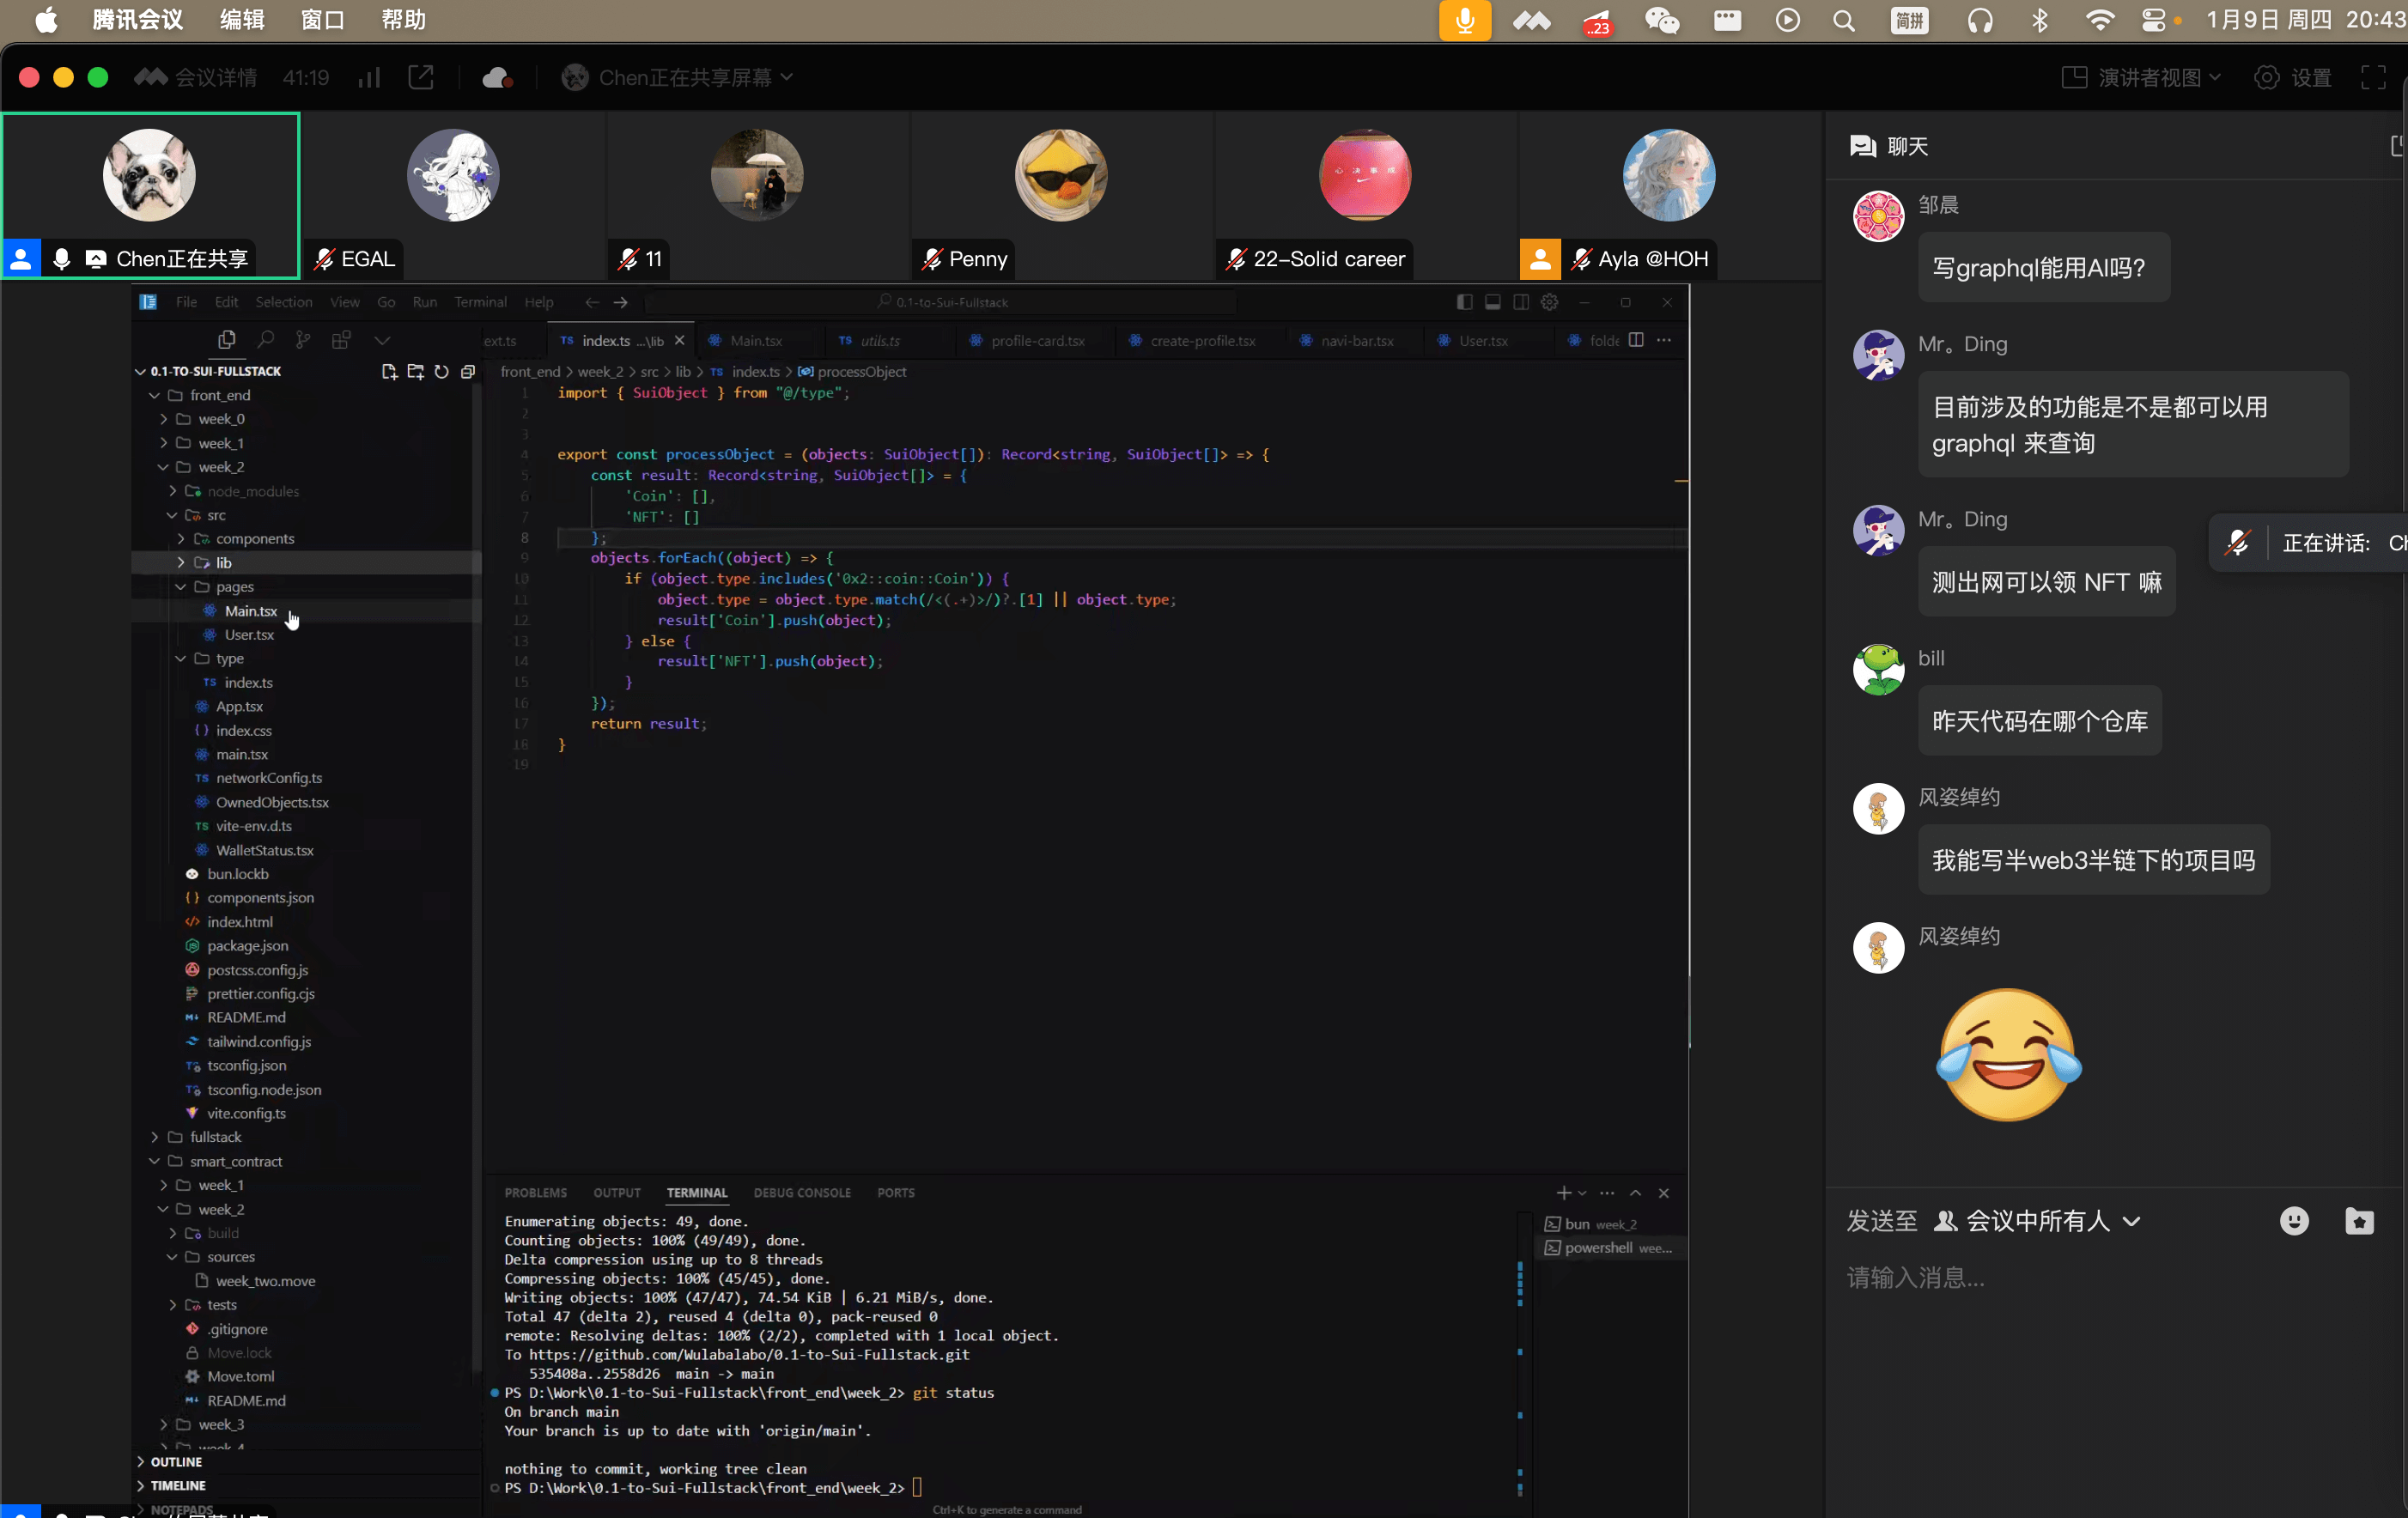 腾讯会议 编辑 窗口 帮助
..23
简拼
1月9日 周四 20:43
会议详情 41:19
Chen正在共享屏幕
演讲者视图 设置
Chen正在共享
EGAL
11
心 决 事 成
Penny
22–Solid career
Ayla @HOH
File Edit Selection View Go Run Terminal Help
0.1-to-Sui-Fullstack
ext.ts
index.ts ...\lib
Main.tsx
utils.ts
profile-card.tsx
create-profile.tsx
navi-bar.tsx
User.tsx
folde
0.1-TO-SUI-FULLSTACK
front_end
week_0
week_1
week_2
node_modules
src
components
lib
pages
Main.tsx
User.tsx
type
index.ts
App.tsx
index.css
main.tsx
networkConfig.ts
OwnedObjects.tsx
vite-env.d.ts
WalletStatus.tsx
bun.lockb
components.json
index.html
package.json
postcss.config.js
prettier.config.cjs
README.md
tailwind.config.js
tsconfig.json
tsconfig.node.json
vite.config.ts
fullstack
smart_contract
week_1
week_2
build
sources
week_two.move
tests
.gitignore
Move.lock
Move.toml
README.md
week_3
week_4
OUTLINE
TIMELINE
NOTEPADS
front_end > week_2 > src > lib > TS index.ts > processObject
1 import { SuiObject } from "@/type";
2
3
4 export const processObject = (objects: SuiObject[]): Record<string, SuiObject[]> => {
5 const result: Record<string, SuiObject[]> = {
6 'Coin': [],
7 'NFT': []
8 };
9 objects.forEach((object) => {
10 if (object.type.includes('0x2::coin::Coin')) {
11 object.type = object.type.match(/<(.+)>/)?.[1] || object.type;
12 result['Coin'].push(object);
13 } else {
14 result['NFT'].push(object);
15 }
16 });
17 return result;
18 }
19
PROBLEMS OUTPUT TERMINAL DEBUG CONSOLE PORTS
Enumerating objects: 49, done.
Counting objects: 100% (49/49), done.
Delta compression using up to 8 threads
Compressing objects: 100% (45/45), done.
Writing objects: 100% (47/47), 74.54 KiB | 6.21 MiB/s, done.
Total 47 (delta 2), reused 4 (delta 0), pack-reused 0
remote: Resolving deltas: 100% (2/2), completed with 1 local object.
To https://github.com/Wulabalabo/0.1-to-Sui-Fullstack.git
535408a..2558d26 main -> main
PS D:\Work\0.1-to-Sui-Fullstack\front_end\week_2> git status
On branch main
Your branch is up to date with 'origin/main'.
nothing to commit, working tree clean
PS D:\Work\0.1-to-Sui-Fullstack\front_end\week_2>
Ctrl+K to generate a command
bun week_2
powershell wee...
聊天
邹晨
写graphql能用AI吗?
Mr。Ding
目前涉及的功能是不是都可以用
graphql 来查询
Mr。Ding
测出网可以领 NFT 嘛
正在讲话: Ch
bill
昨天代码在哪个仓库
风姿绰约
我能写半web3半链下的项目吗
风姿绰约
发送至 会议中所有人
请输入消息...